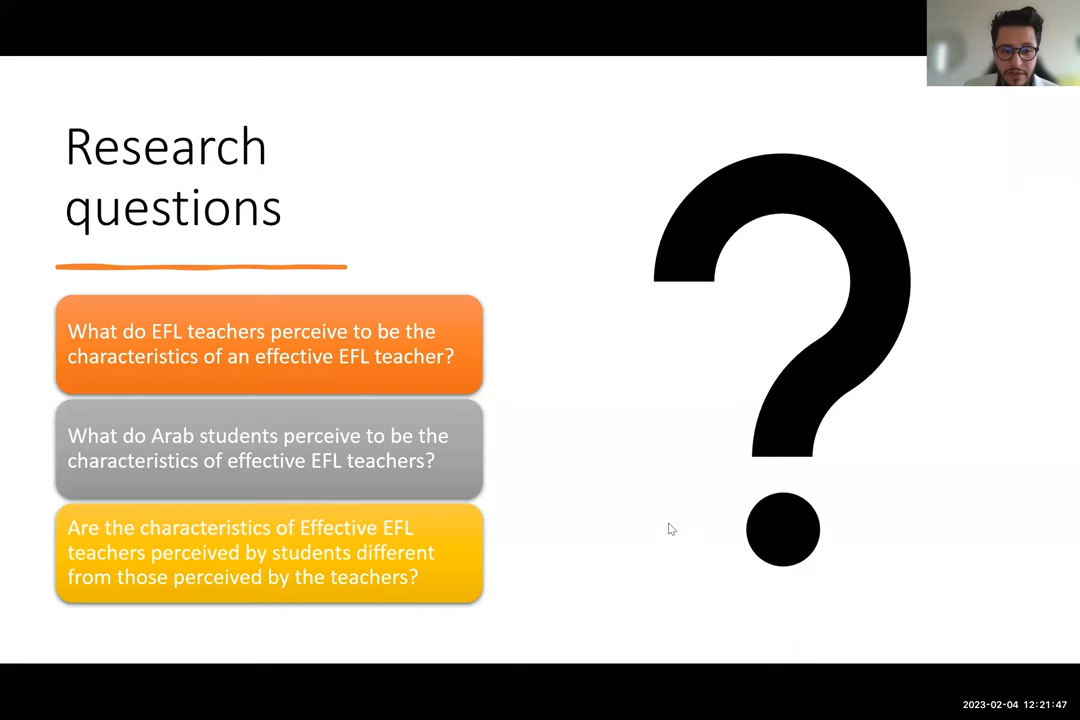 Research
questions
What do EFL teachers perceive to be the
characteristics of an effective EFL teacher?
What do Arab students perceive to be the
characteristics of effective EFL teachers?
Are the characteristics of Effective EFL
teachers perceived by students different
from those perceived by the teachers?
?
2023-02-04 12:21:47